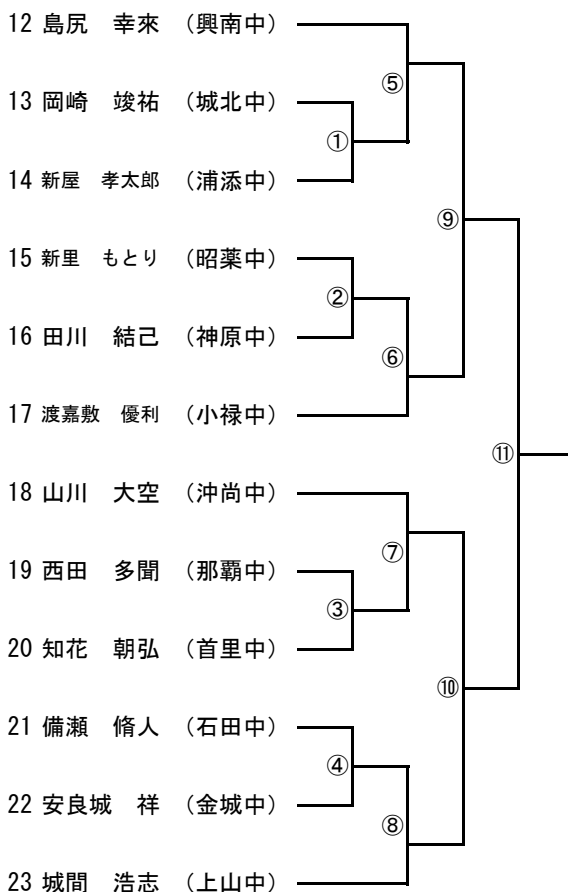 12 島尻　幸來　（興南中）
⑤
13 岡崎　竣祐　（城北中）
①
14 新屋　孝太郎　（浦添中）
⑨
15 新里　もとり　（昭薬中）
②
16 田川　結己　（神原中）
⑥
17 渡嘉敷　優利　（小禄中）
⑪
18 山川　大空　（沖尚中）
⑦
19 西田　多聞　（那覇中）
③
20 知花　朝弘　（首里中）
⑩
21 備瀬　脩人　（石田中）
④
22 安良城　祥　（金城中）
⑧
23 城間　浩志　（上山中）